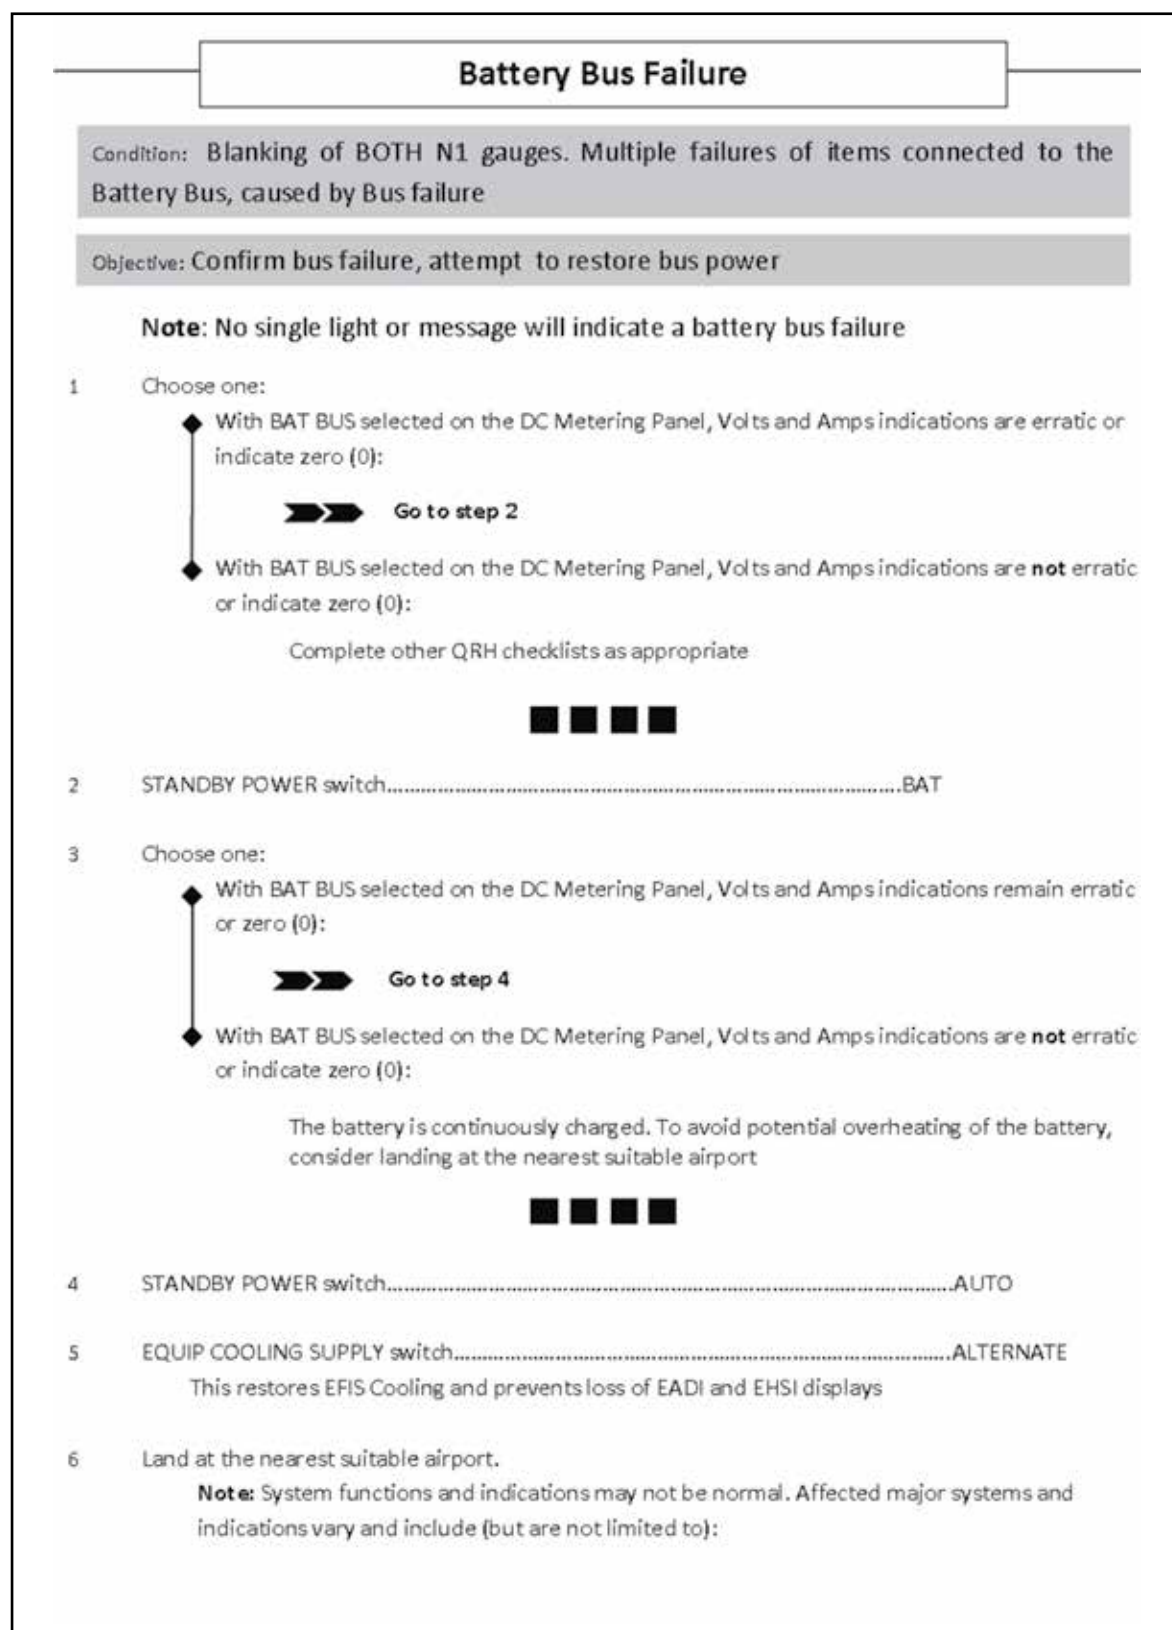 Battery Bus Failure
Condition: Blanking of BOTH N1 gauges. Multiple failures of items connected to the
Battery Bus, caused by Bus failure
Objective: Confirm bus failure, attempt to restore bus power
Note: No single light or message will indicate a battery bus failure
1 Choose one:
With BAT BUS selected on the DC Metering Panel, Volts and Amps indications are erratic or
indicate zero (0):
Go to step 2
With BAT BUS selected on the DC Metering Panel, Volts and Amps indications are not erratic
or indicate zero (0):
Complete other QRH checklists as appropriate
2 STANDBY POWER switch..........................................................................................BAT
3 Choose one:
With BAT BUS selected on the DC Metering Panel, Volts and Amps indications remain erratic
or zero (0):
Go to step 4
With BAT BUS selected on the DC Metering Panel, Volts and Amps indications are not erratic
or indicate zero (0):
The battery is continuously charged. To avoid potential overheating of the battery,
consider landing at the nearest suitable airport
4 STANDBY POWER switch....................................................................................................AUTO
5 EQUIP COOLING SUPPLY switch........................................................................................ALTERNATE
This restores EFIS Cooling and prevents loss of EADI and EHSI displays
6 Land at the nearest suitable airport.
Note: System functions and indications may not be normal. Affected major systems and
indications vary and include (but are not limited to):